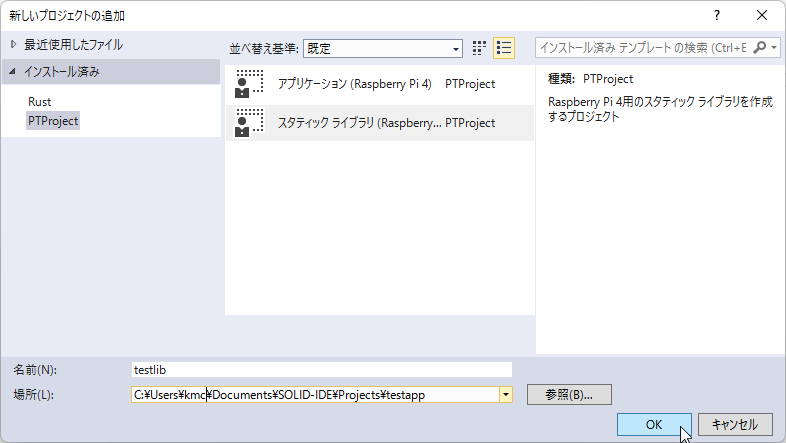 新しいプロジェクトの追加
?
最近使用したファイル
インストール済み
Rust
PTProject
並べ替え基準: 既定
アプリケーション (Raspberry Pi 4) PTProject
スタティック ライブラリ (Raspberry... PTProject
インストール済み テンプレート の検索 (Ctrl+E
種類: PTProject
Raspberry Pi 4用のスタティック ライブラリを作成
するプロジェクト
名前(N): testlib
場所(L): C:¥Users¥kmc¥Documents¥SOLID-IDE¥Projects¥testapp
参照(B)...
OK
キャンセル